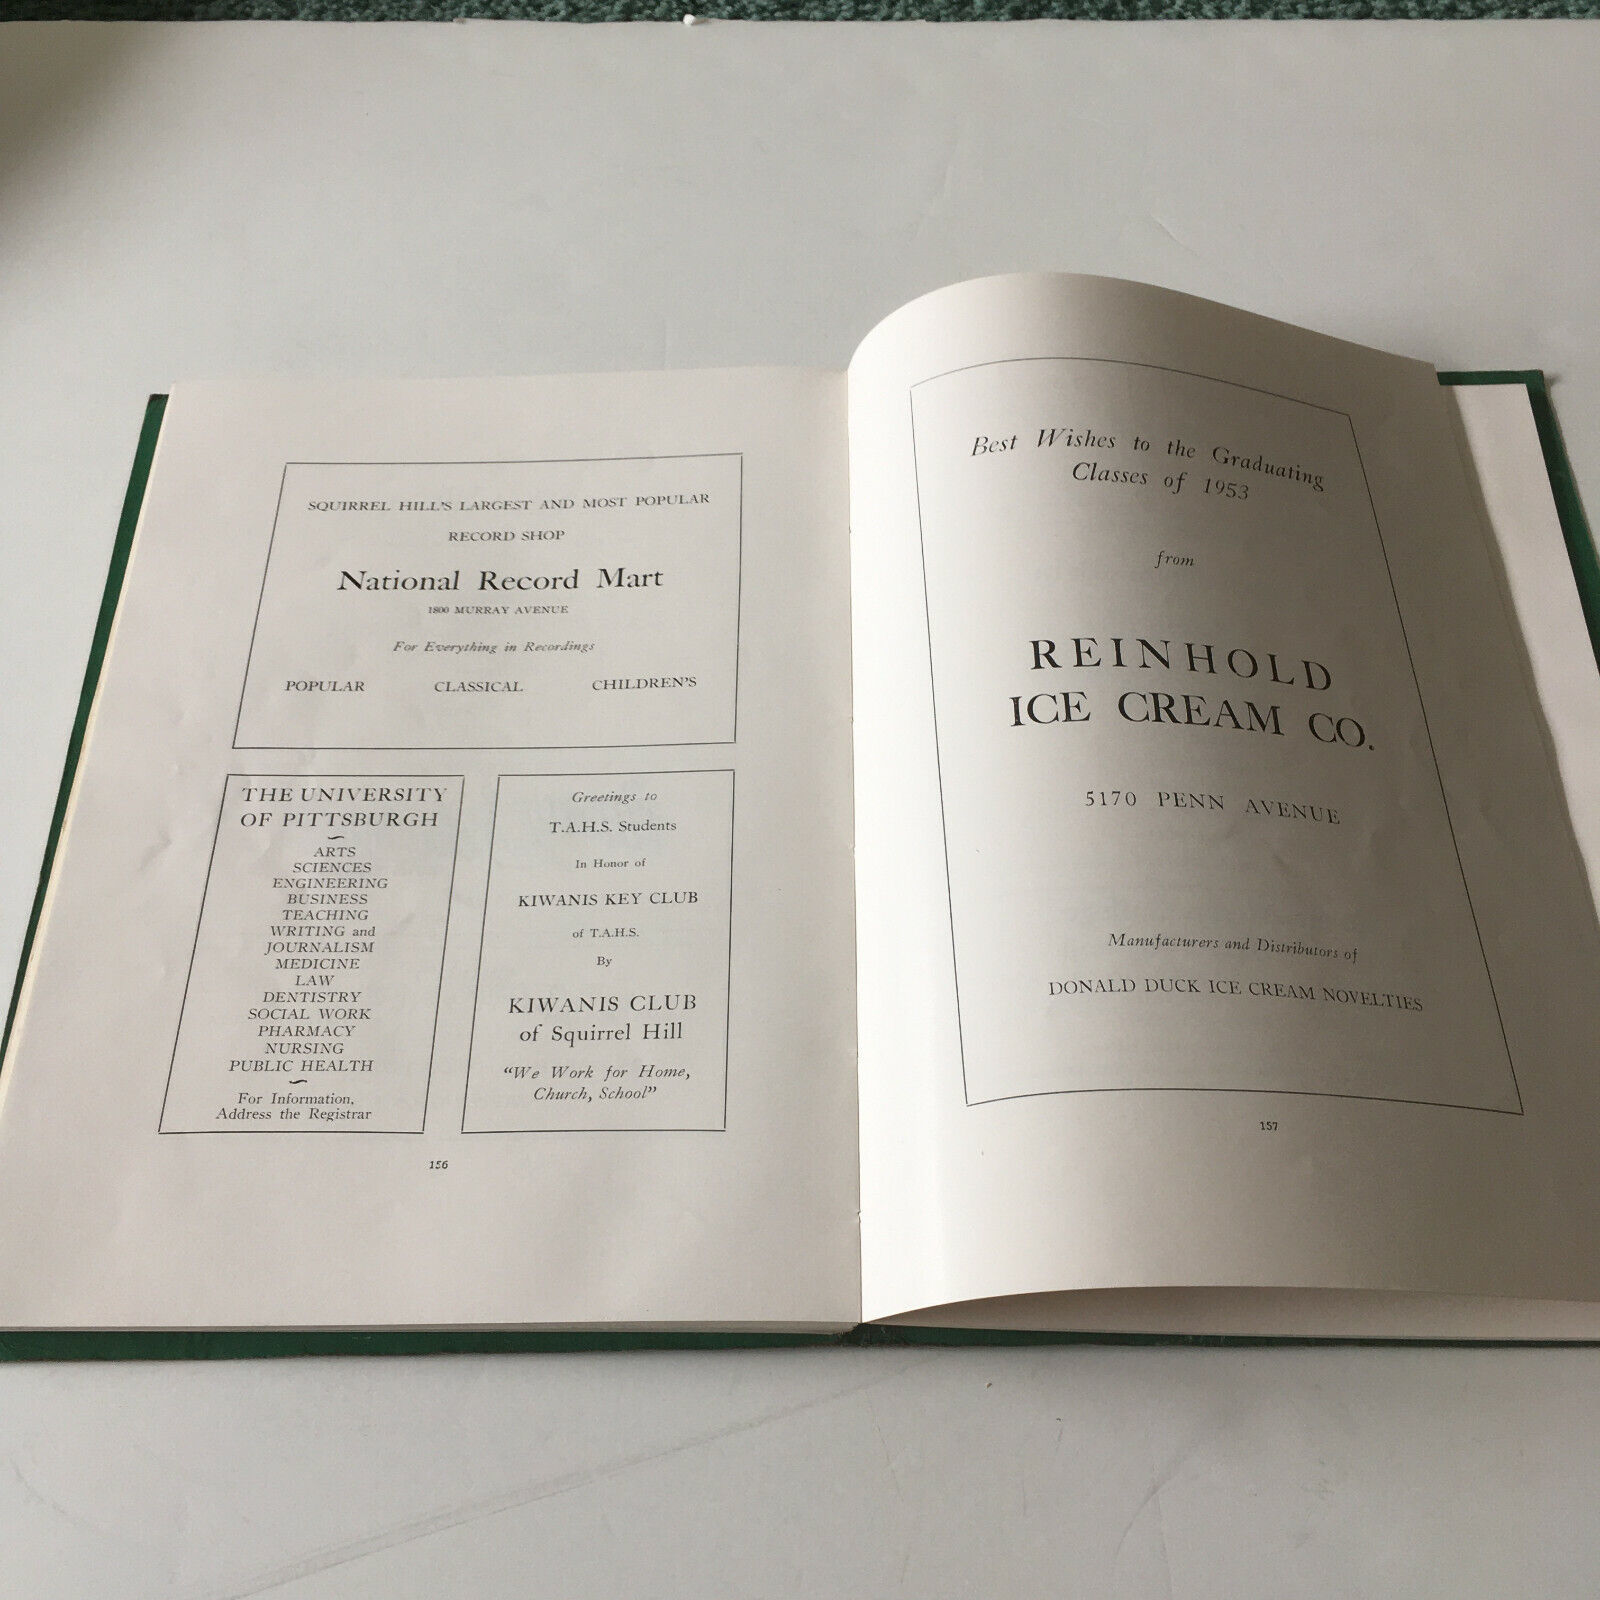 SQUIRREL HILL'S LARGEST AND MOST POPULAR
RECORD SHOP
National Record Mart
1800 MURRAY AVENUE
For Everything in Recordings
POPULAR CLASSICAL CHILDREN'S
THE UNIVERSITY
OF PITTSBURGH
ARTS
SCIENCES
ENGINEERING
BUSINESS
TEACHING
WRITING and
JOURNALISM
MEDICINE
LAW
DENTISTRY
SOCIAL WORK
PHARMACY
NURSING
PUBLIC HEALTH
For Information,
Address the Registrar
Greetings to
T.A.H.S. Students
In Honor of
KIWANIS KEY CLUB
of T.A.H.S.
By
KIWANIS CLUB
of Squirrel Hill
"We Work for Home,
Church, School"
156
Best Wishes to the Graduating
Classes of 1953
from
REINHOLD
ICE CREAM CO.
5170 PENN AVENUE
Manufacturers and Distributors of
DONALD DUCK ICE CREAM NOVELTIES
157